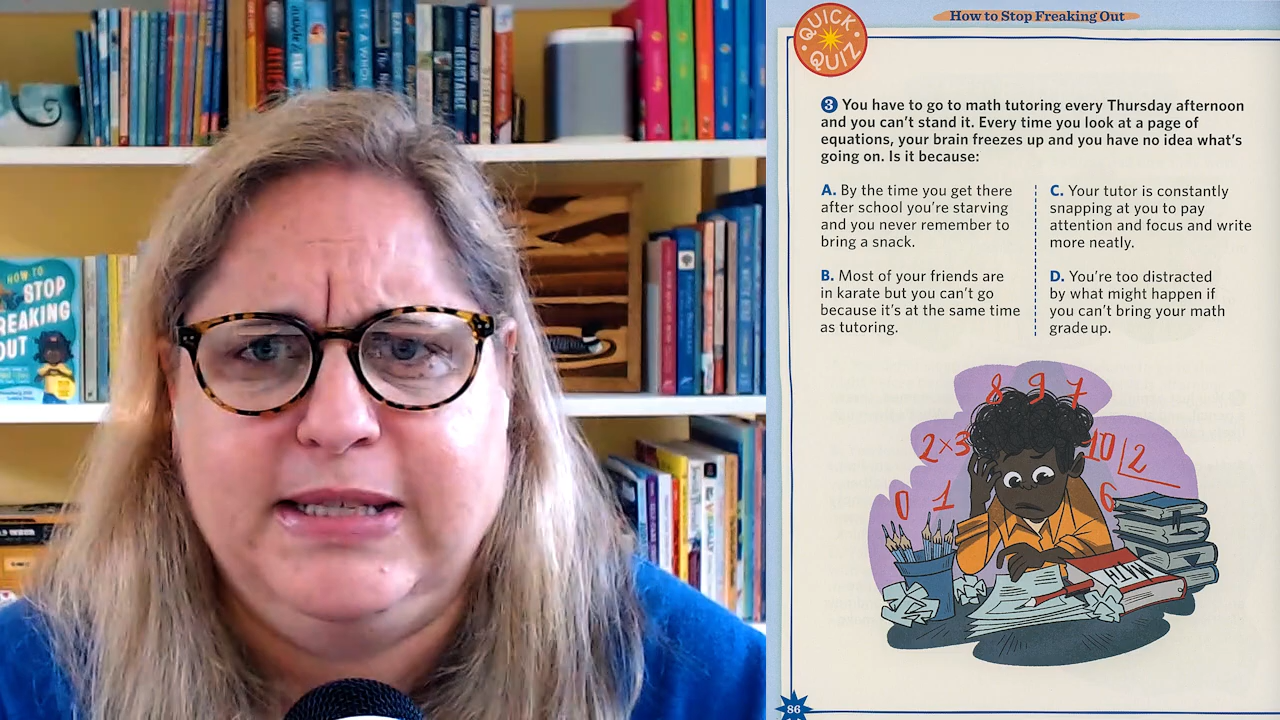 How to Stop Freaking Out
QUICK
QUIZ
3 You have to go to math tutoring every Thursday afternoon
and you can't stand it. Every time you look at a page of
equations, your brain freezes up and you have no idea what's
going on. Is it because:
A. By the time you get there
after school you're starving
and you never remember to
bring a snack.
B. Most of your friends are
in karate but you can't go
because it's at the same time
as tutoring.
C. Your tutor is constantly
snapping at you to pay
attention and focus and write
more neatly.
D. You're too distracted
by what might happen if
you can't bring your math
grade up.
8 9 7
2×3
10 2
0 1
6
MATH
86
HOW TO
STOP
REAKING
OUT
RESISTANCE